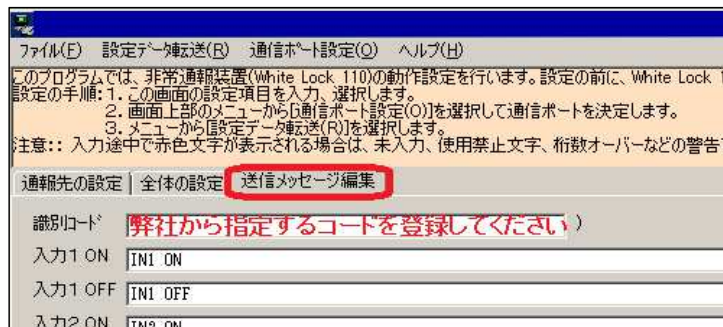 ファイル(F) 設定データ転送(R) 通信ポート設定(O) ヘルプ(H)
このプログラムでは、非常通報装置(White Lock 110)の動作設定を行います。設定の前に、White Lock
設定の手順:1. この画面の設定項目を入力、選択します。
2. 画面上部のメニューから[通信ポート設定(O)]を選択して通信ポートを決定します。
3. メニューから[設定データ転送(R)]を選択します。
注意:: 入力途中で赤色文字が表示される場合は、未入力、使用禁止文字、桁数オーバーなどの警告
通報先の設定 全体の設定 送信メッセージ編集
識別コード 弊社から指定するコードを登録してください )
入力1 ON IN1 ON
入力1 OFF IN1 OFF
入力2 ON IN2 ON